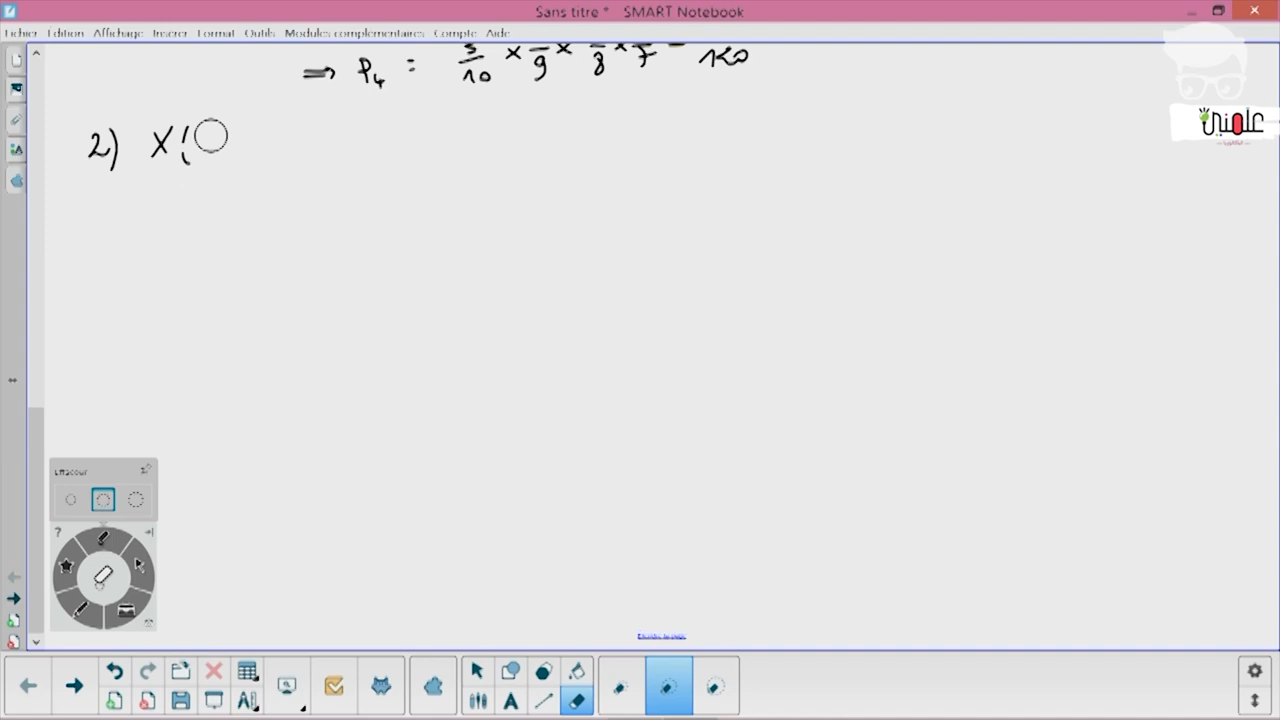 Sans titre * SMART Notebook
Fichier Edition Affichage Insérer Format Outils Modules complémentaires Compte Aide
=> P4 = 3/10 × /9 × /8 × /7 = 120
علمني
2) X(
Effaceur
?
A